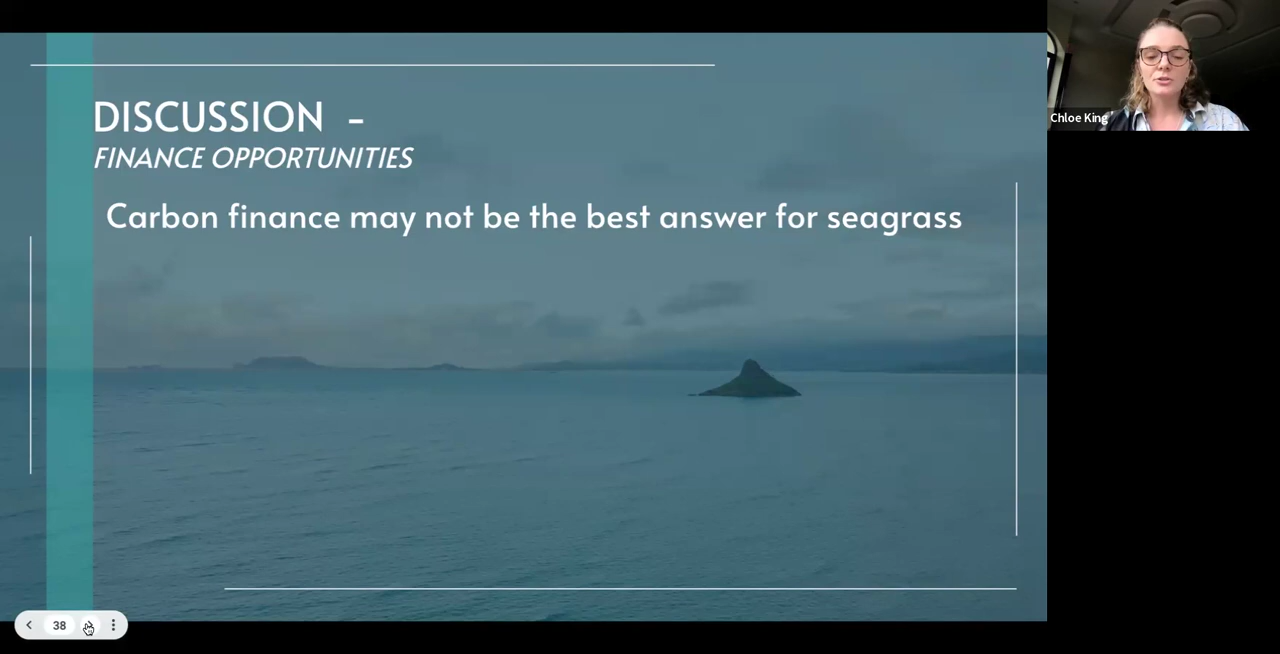 DISCUSSION -
FINANCE OPPORTUNITIES
Carbon finance may not be the best answer for seagrass
Chloe King
38